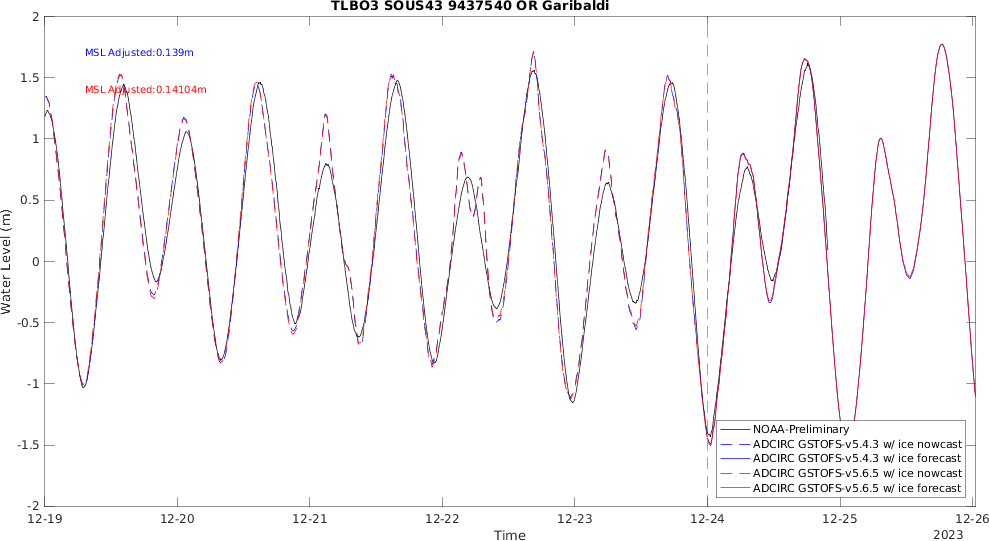 TLBO3 SOUS43 9437540 OR Garibaldi
MSL Adjusted:0.139m
MSL Adjusted:0.14104m
Water Level (m)
2
1.5
1
0.5
0
-0.5
-1
-1.5
-2
NOAA-Preliminary
ADCIRC GSTOFS-v5.4.3 w/ ice nowcast
ADCIRC GSTOFS-v5.4.3 w/ ice forecast
ADCIRC GSTOFS-v5.6.5 w/ ice nowcast
ADCIRC GSTOFS-v5.6.5 w/ ice forecast
12-19 12-20 12-21 12-22 12-23 12-24 12-25 12-26
Time
2023